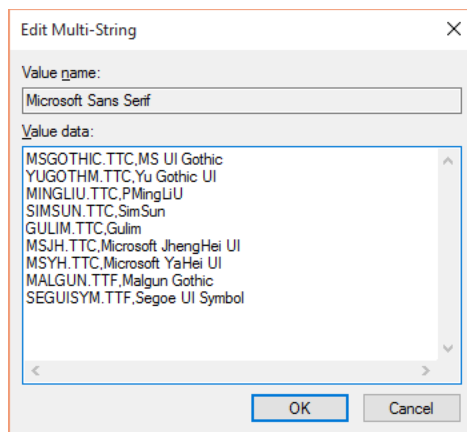 Edit Multi-String
Value name:
Microsoft Sans Serif
Value data:
MSGOTHIC.TTC,MS UI Gothic
YUGOTHM.TTC,Yu Gothic UI
MINGLIU.TTC,PMingLiU
SIMSUN.TTC,SimSun
GULIM.TTC,Gulim
MSJH.TTC,Microsoft JhengHei UI
MSYH.TTC,Microsoft YaHei UI
MALGUN.TTF,Malgun Gothic
SEGUISYM.TTF,Segoe UI Symbol
OK Cancel